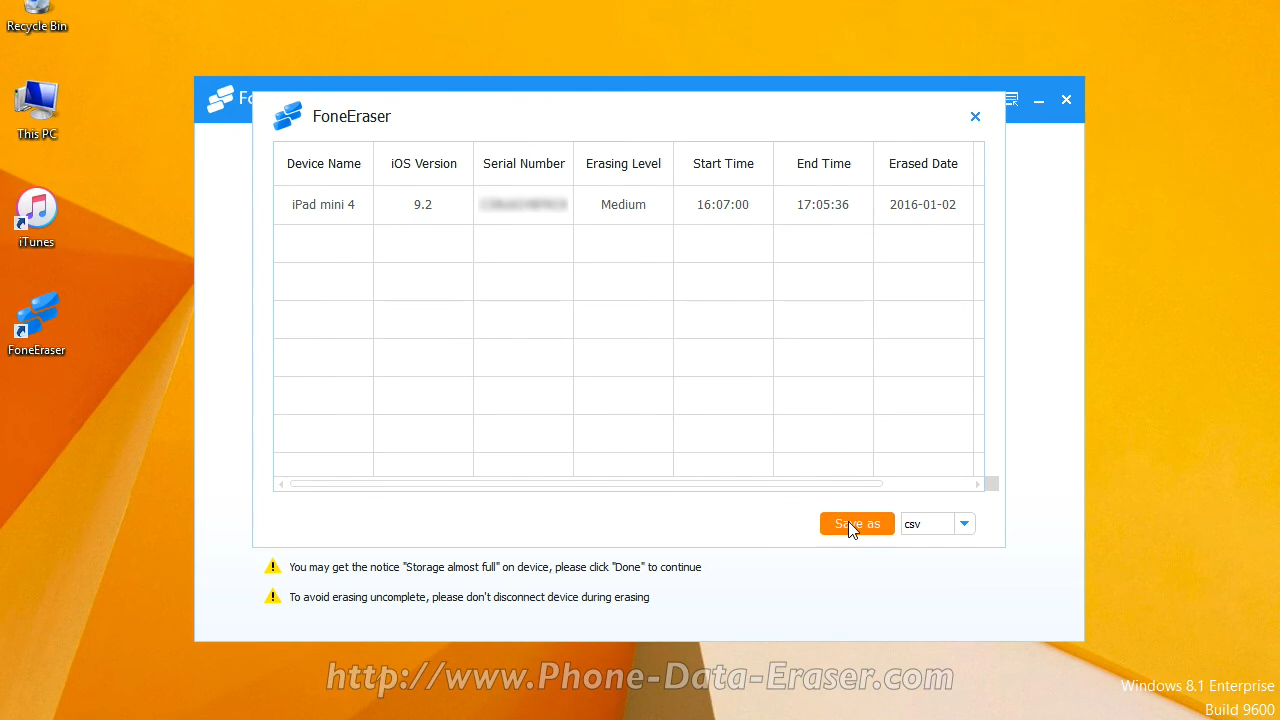 Recycle Bin
This PC
iTunes
FoneEraser
Fo
FoneEraser
Device Name iOS Version Serial Number Erasing Level Start Time End Time Erased Date
iPad mini 4 9.2 Medium 16:07:00 17:05:36 2016-01-02
Save as csv
You may get the notice "Storage almost full" on device, please click "Done" to continue
To avoid erasing uncomplete, please don't disconnect device during erasing
http://www.Phone-Data-Eraser.com
Windows 8.1 Enterprise
Build 9600